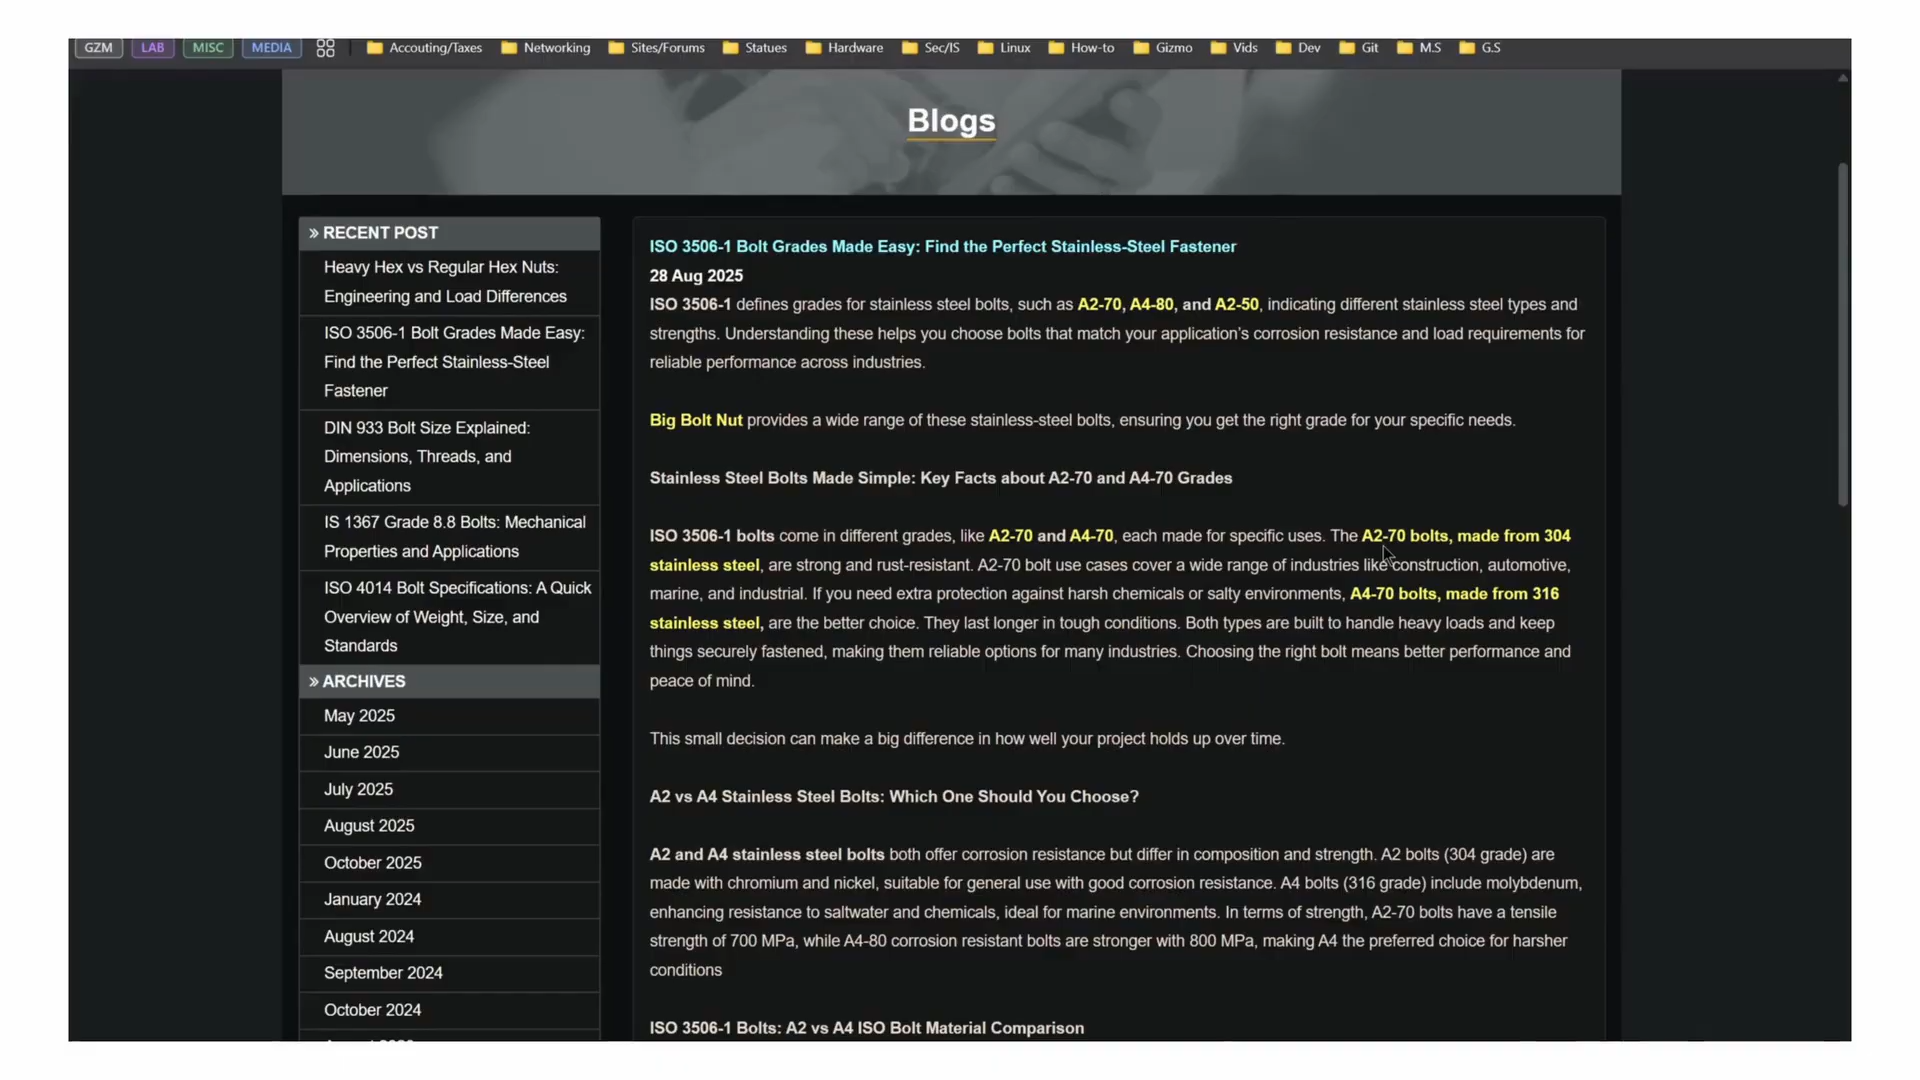 GZM LAB MISC MEDIA Accouting/Taxes Networking Sites/Forums Statues Hardware Sec/IS Linux How-to Gizmo Vids Dev Git M.S G.S
Blogs
» RECENT POST
Heavy Hex vs Regular Hex Nuts:
Engineering and Load Differences
ISO 3506-1 Bolt Grades Made Easy:
Find the Perfect Stainless-Steel
Fastener
DIN 933 Bolt Size Explained:
Dimensions, Threads, and
Applications
IS 1367 Grade 8.8 Bolts: Mechanical
Properties and Applications
ISO 4014 Bolt Specifications: A Quick
Overview of Weight, Size, and
Standards
» ARCHIVES
May 2025
June 2025
July 2025
August 2025
October 2025
January 2024
August 2024
September 2024
October 2024
ISO 3506-1 Bolt Grades Made Easy: Find the Perfect Stainless-Steel Fastener
28 Aug 2025
ISO 3506-1 defines grades for stainless steel bolts, such as A2-70, A4-80, and A2-50, indicating different stainless steel types and
strengths. Understanding these helps you choose bolts that match your application's corrosion resistance and load requirements for
reliable performance across industries.
Big Bolt Nut provides a wide range of these stainless-steel bolts, ensuring you get the right grade for your specific needs.
Stainless Steel Bolts Made Simple: Key Facts about A2-70 and A4-70 Grades
ISO 3506-1 bolts come in different grades, like A2-70 and A4-70, each made for specific uses. The A2-70 bolts, made from 304
stainless steel, are strong and rust-resistant. A2-70 bolt use cases cover a wide range of industries like construction, automotive,
marine, and industrial. If you need extra protection against harsh chemicals or salty environments, A4-70 bolts, made from 316
stainless steel, are the better choice. They last longer in tough conditions. Both types are built to handle heavy loads and keep
things securely fastened, making them reliable options for many industries. Choosing the right bolt means better performance and
peace of mind.
This small decision can make a big difference in how well your project holds up over time.
A2 vs A4 Stainless Steel Bolts: Which One Should You Choose?
A2 and A4 stainless steel bolts both offer corrosion resistance but differ in composition and strength. A2 bolts (304 grade) are
made with chromium and nickel, suitable for general use with good corrosion resistance. A4 bolts (316 grade) include molybdenum,
enhancing resistance to saltwater and chemicals, ideal for marine environments. In terms of strength, A2-70 bolts have a tensile
strength of 700 MPa, while A4-80 corrosion resistant bolts are stronger with 800 MPa, making A4 the preferred choice for harsher
conditions
ISO 3506-1 Bolts: A2 vs A4 ISO Bolt Material Comparison